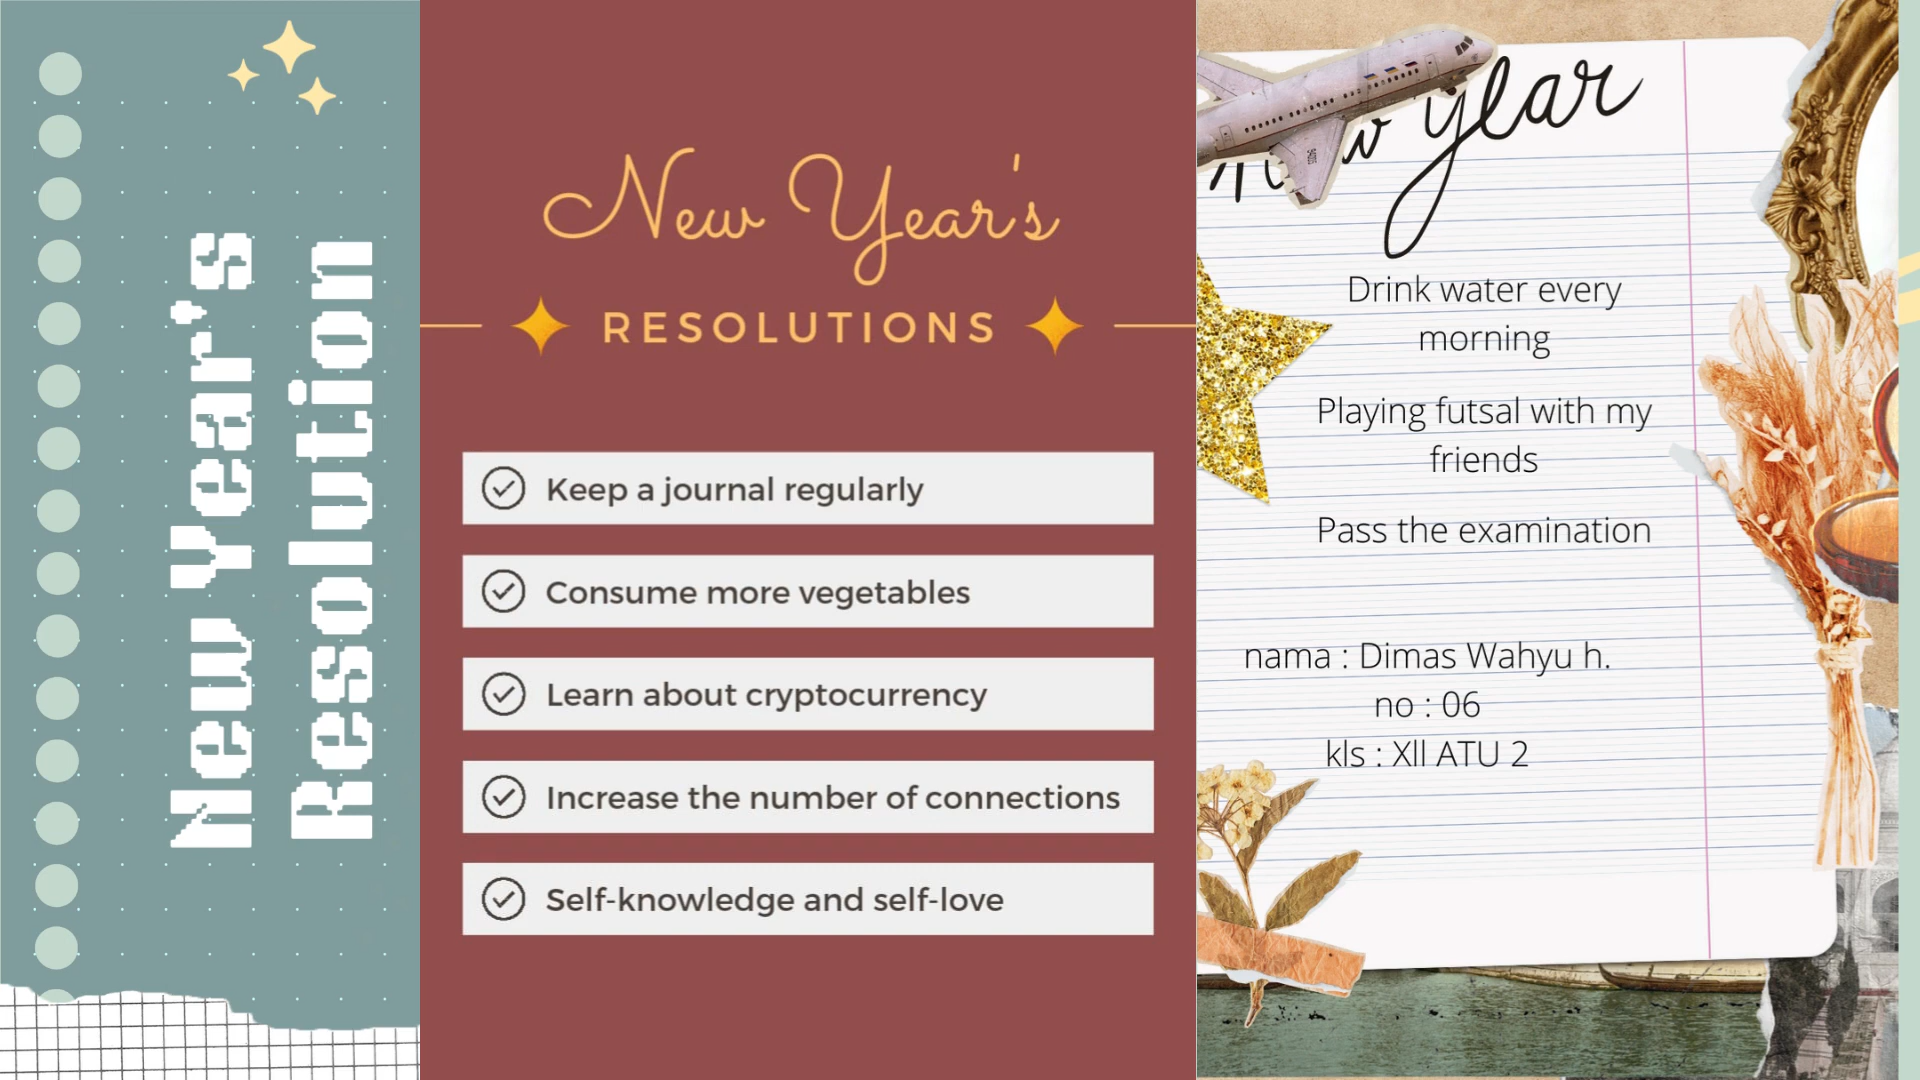 New Year's
Resolution
New Year's
RESOLUTIONS
Keep a journal regularly
Consume more vegetables
Learn about cryptocurrency
Increase the number of connections
Self-knowledge and self-love
year
Drink water every
morning
Playing futsal with my
friends
Pass the examination
nama : Dimas Wahyu h.
no : 06
kls : Xll ATU 2